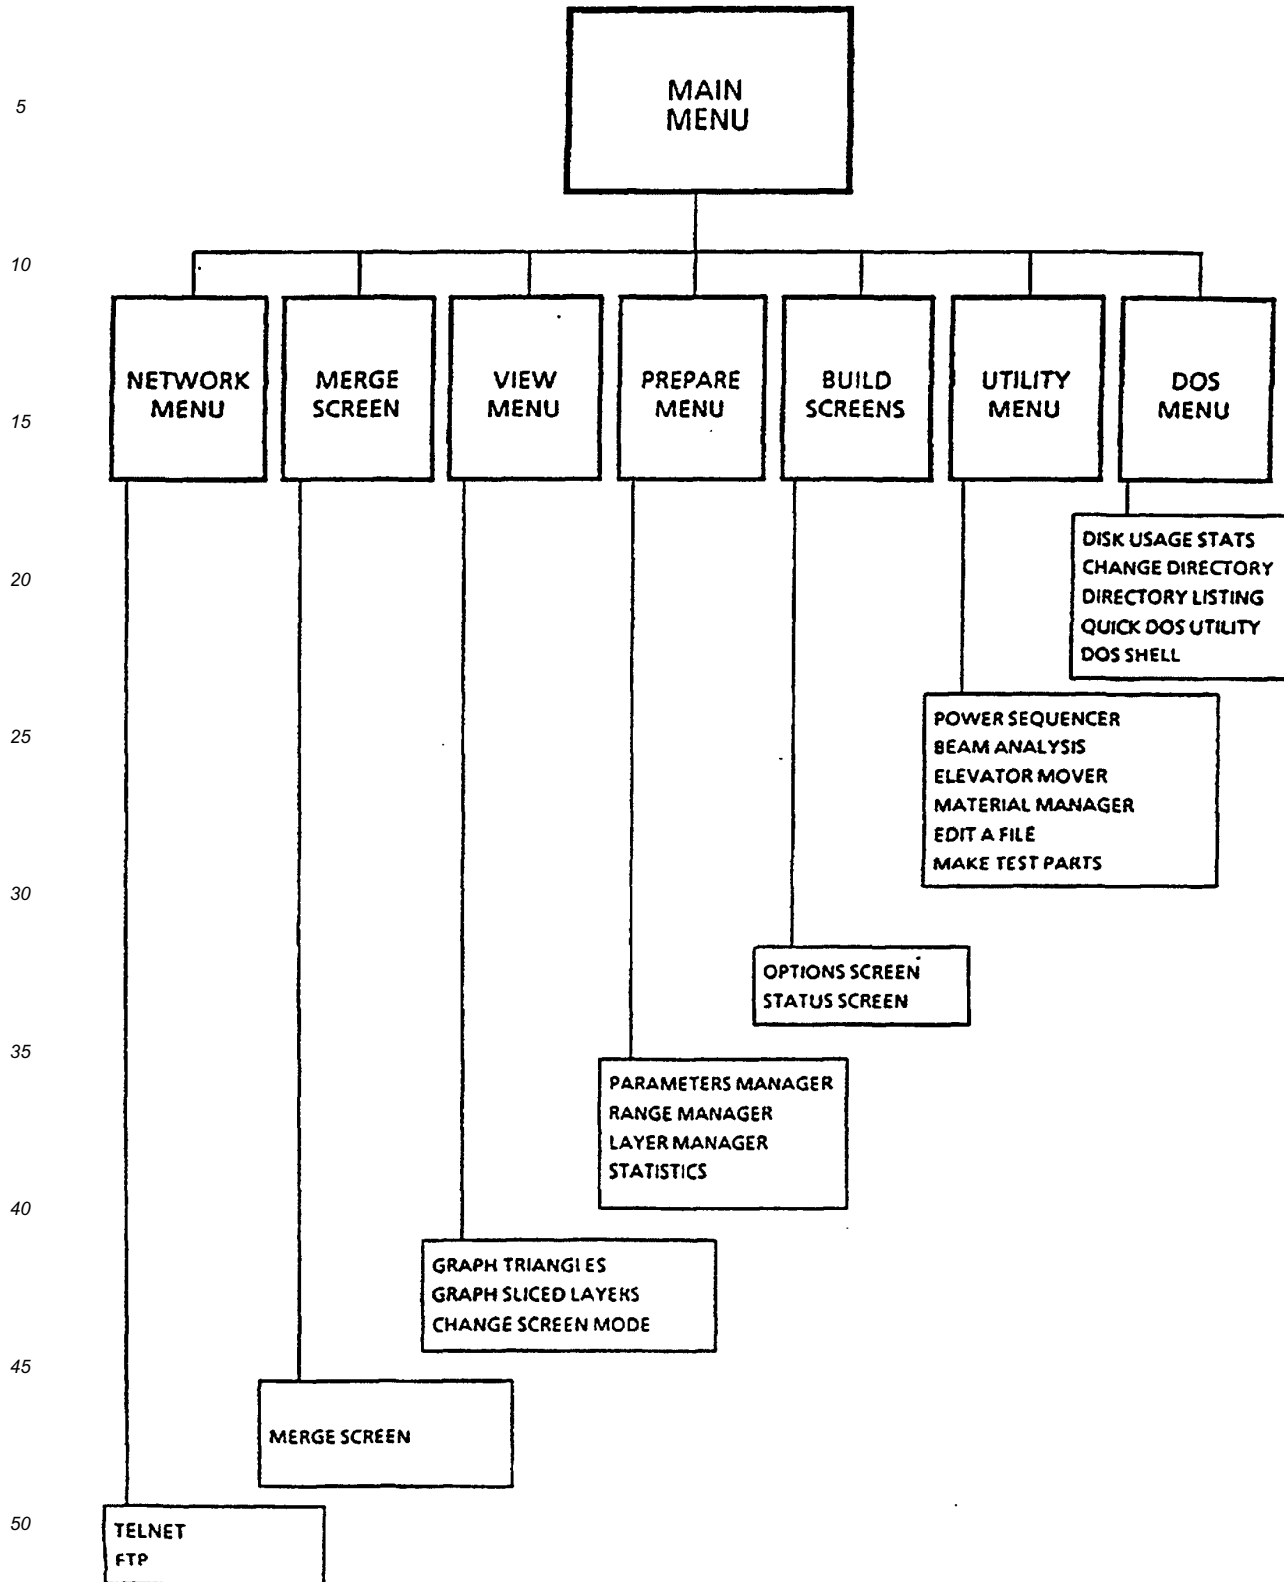 5
MAIN
MENU
10
NETWORK
MENU
MERGE
SCREEN
VIEW
MENU
PREPARE
MENU
BUILD
SCREENS
UTILITY
MENU
DOS
MENU
15
DISK USAGE STATS
CHANGE DIRECTORY
DIRECTORY LISTING
QUICK DOS UTILITY
DOS SHELL
20
POWER SEQUENCER
BEAM ANALYSIS
ELEVATOR MOVER
MATERIAL MANAGER
EDIT A FILE
MAKE TEST PARTS
25
30
OPTIONS SCREEN
STATUS SCREEN
35
PARAMETERS MANAGER
RANGE MANAGER
LAYER MANAGER
STATISTICS
40
GRAPH TRIANGLES
GRAPH SLICED LAYERS
CHANGE SCREEN MODE
45
MERGE SCREEN
50
TELNET
FTP